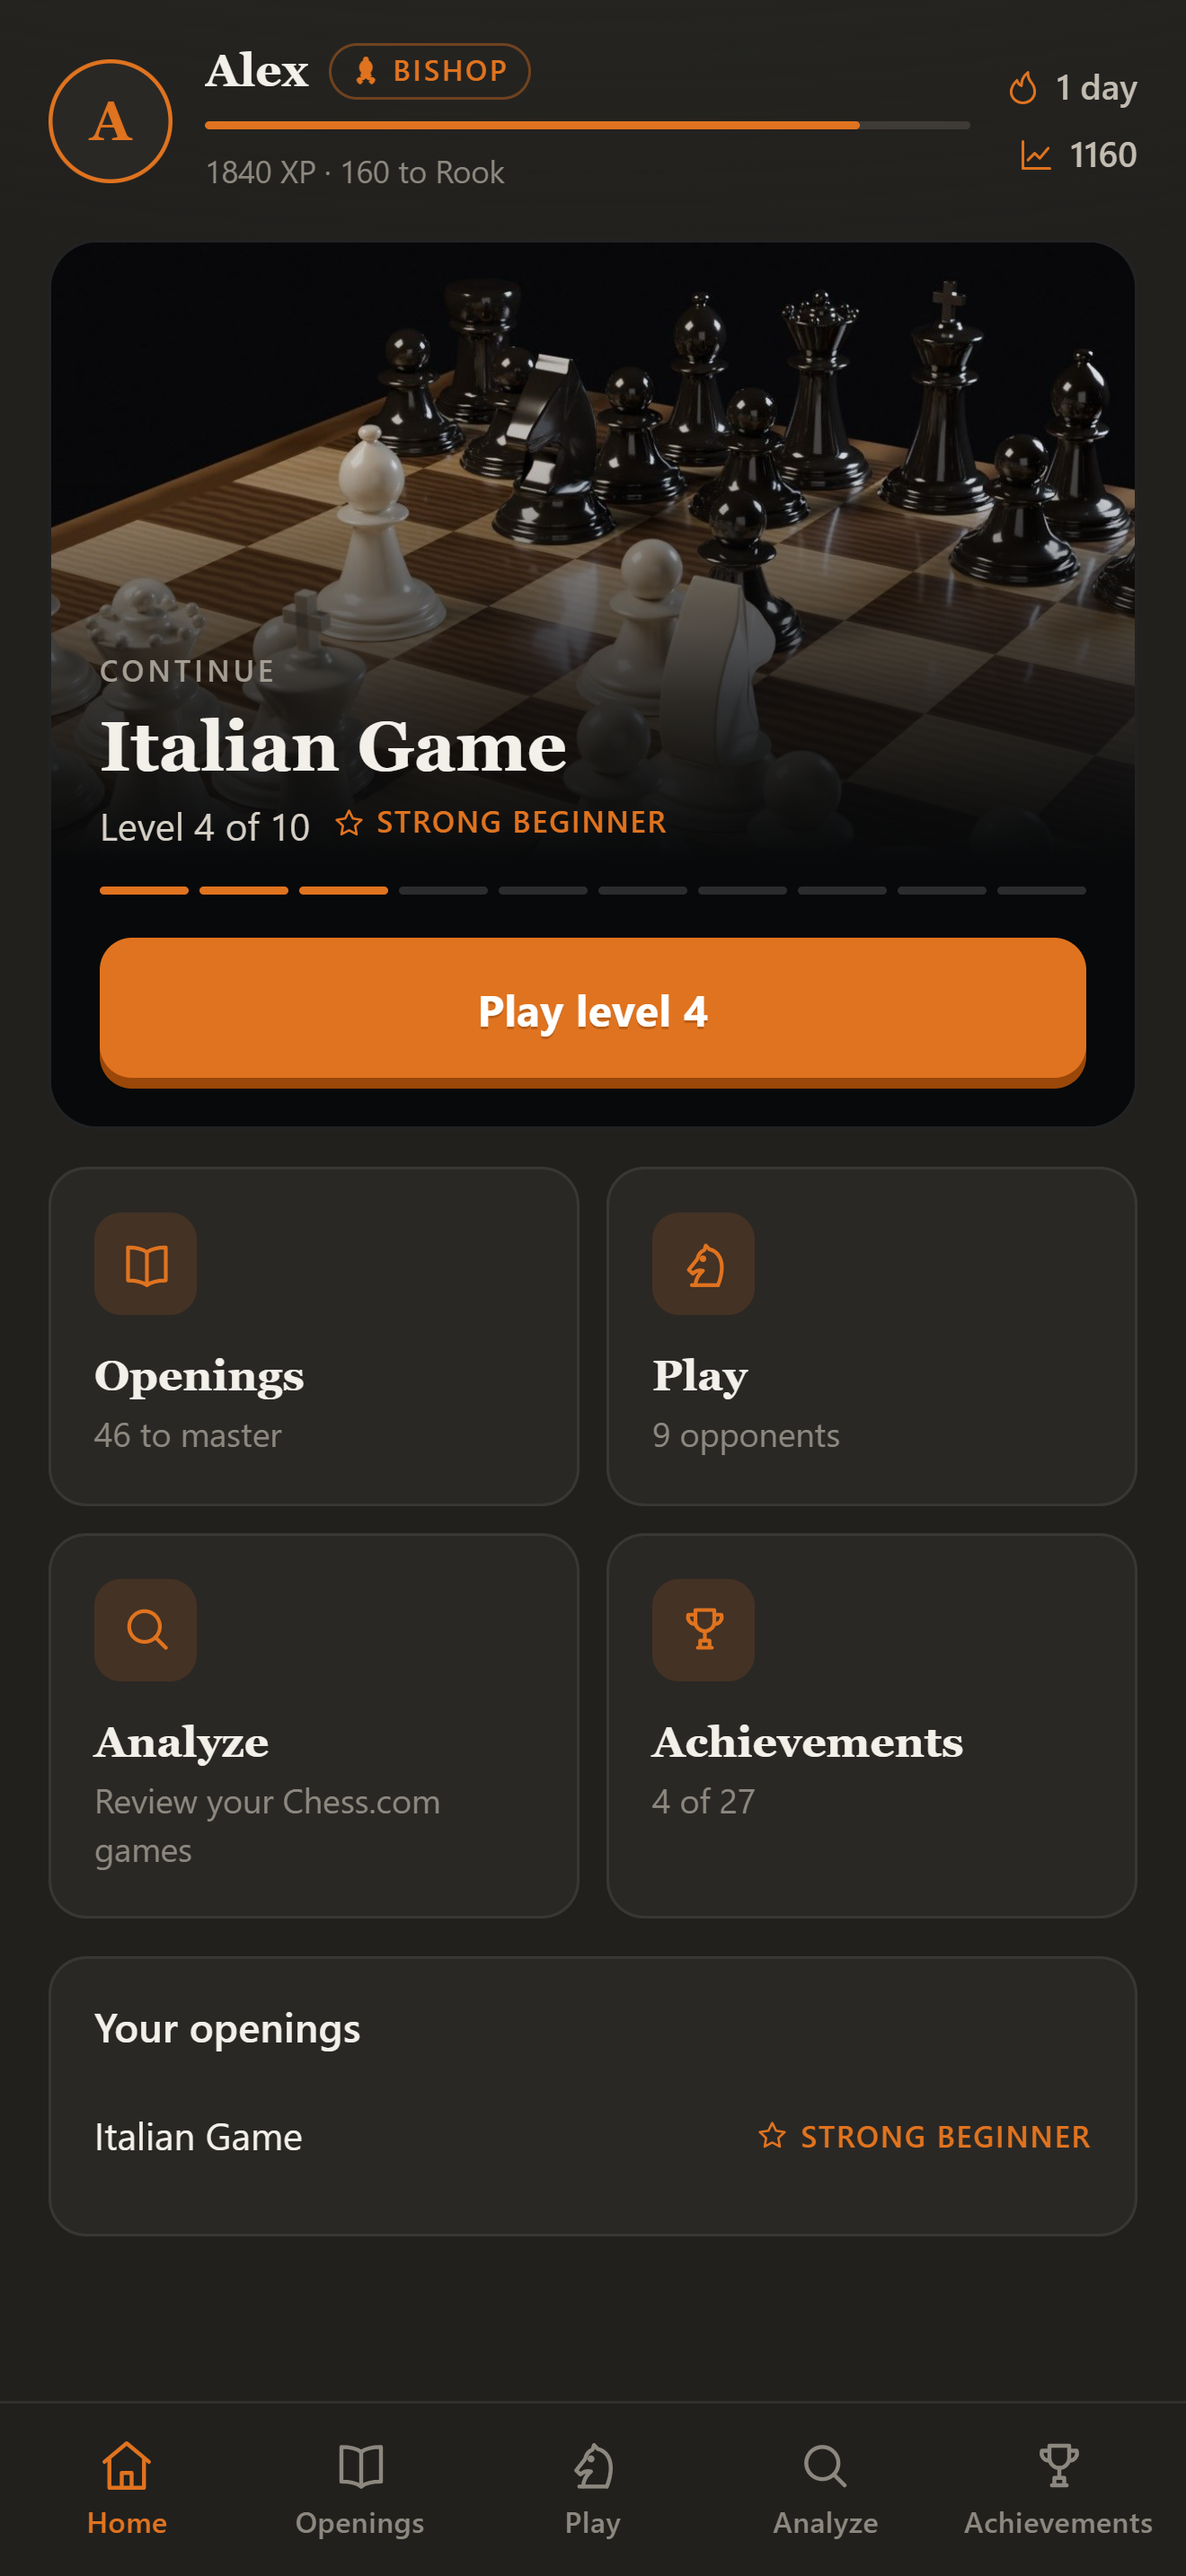 A
Alex
BISHOP
1840 XP · 160 to Rook
1 day
1160
CONTINUE
Italian Game
Level 4 of 10
STRONG BEGINNER
Play level 4
Openings
46 to master
Play
9 opponents
Analyze
Review your Chess.com
games
Achievements
4 of 27
Your openings
Italian Game
STRONG BEGINNER
Home
Openings
Play
Analyze
Achievements